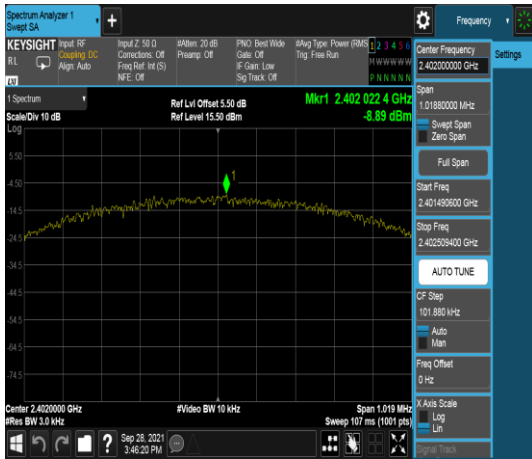 Spectrum Analyzer 1
Swept SA
Frequency
KEYSIGHT
RL
LXI
Input: RF
Coupling: DC
Align: Auto
Input Z: 50 Ω
Corrections: Off
Freq Ref: Int (S)
NFE: Off
#Atten: 20 dB
Preamp: Off
PNO: Best Wide
Gate: Off
IF Gain: Low
Sig Track: Off
#Avg Type: Power (RMS
Trig: Free Run
1 2 3 4 5 6
M W W W W W
P N N N N N
Center Frequency
2.402000000 GHz
Settings
Span
1.01880000 MHz
Swept Span
Zero Span
Full Span
Start Freq
2.401490600 GHz
Stop Freq
2.402509400 GHz
AUTO TUNE
CF Step
101.880 kHz
Auto
Man
Freq Offset
0 Hz
X Axis Scale
Log
Lin
Signal Track
1 Spectrum
Scale/Div 10 dB
Log
Ref Lvl Offset 5.50 dB
Ref Level 15.50 dBm
Mkr1 2.402 022 4 GHz
-8.89 dBm
1
5.50
-4.50
-14.5
-24.5
-34.5
-44.5
-54.5
-64.5
-74.5
Center 2.4020000 GHz
#Res BW 3.0 kHz
#Video BW 10 kHz
Span 1.019 MHz
Sweep 107 ms (1001 pts)
?
Sep 28, 2021
3:46:20 PM